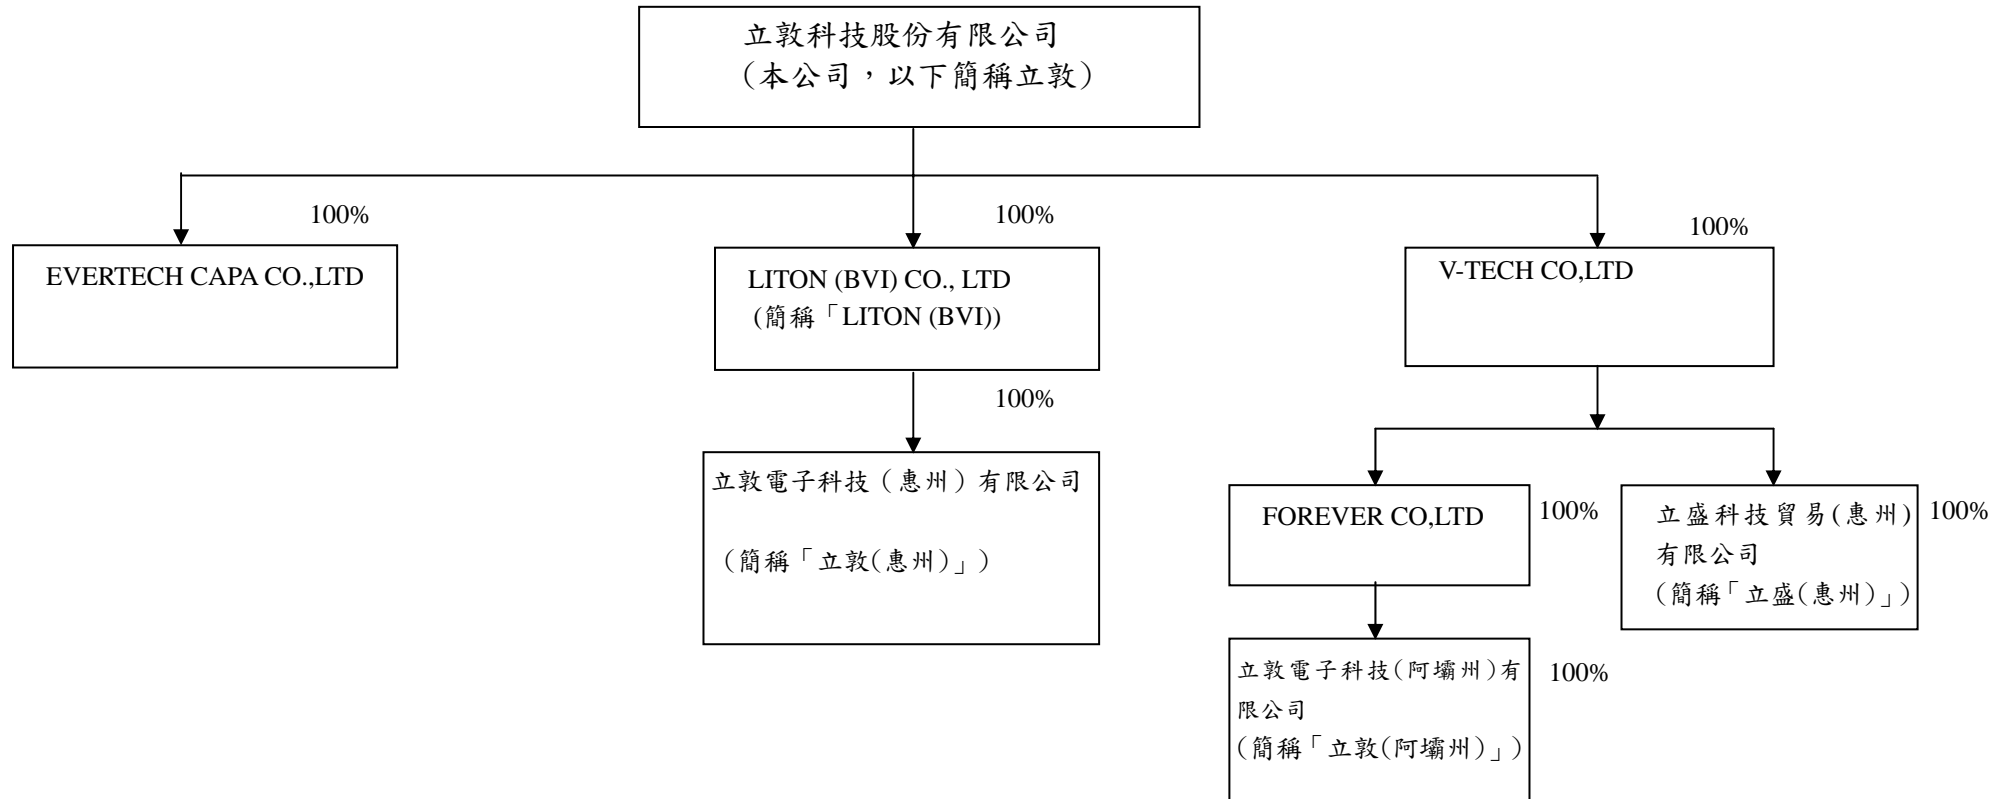 立敦科技股份有限公司
(本公司，以下簡稱立敦)
100%
100%
100%
EVERTECH CAPA CO.,LTD
LITON (BVI) CO., LTD
(簡稱「LITON (BVI))
V-TECH CO,LTD
100%
立敦電子科技（惠州）有限公司
（簡稱「立敦(惠州)」）
FOREVER CO,LTD
100%
立盛科技貿易(惠州)
有限公司
(簡稱「立盛(惠州)」)
100%
立敦電子科技(阿壩州)有
限公司
(簡稱「立敦(阿壩州)」)
100%